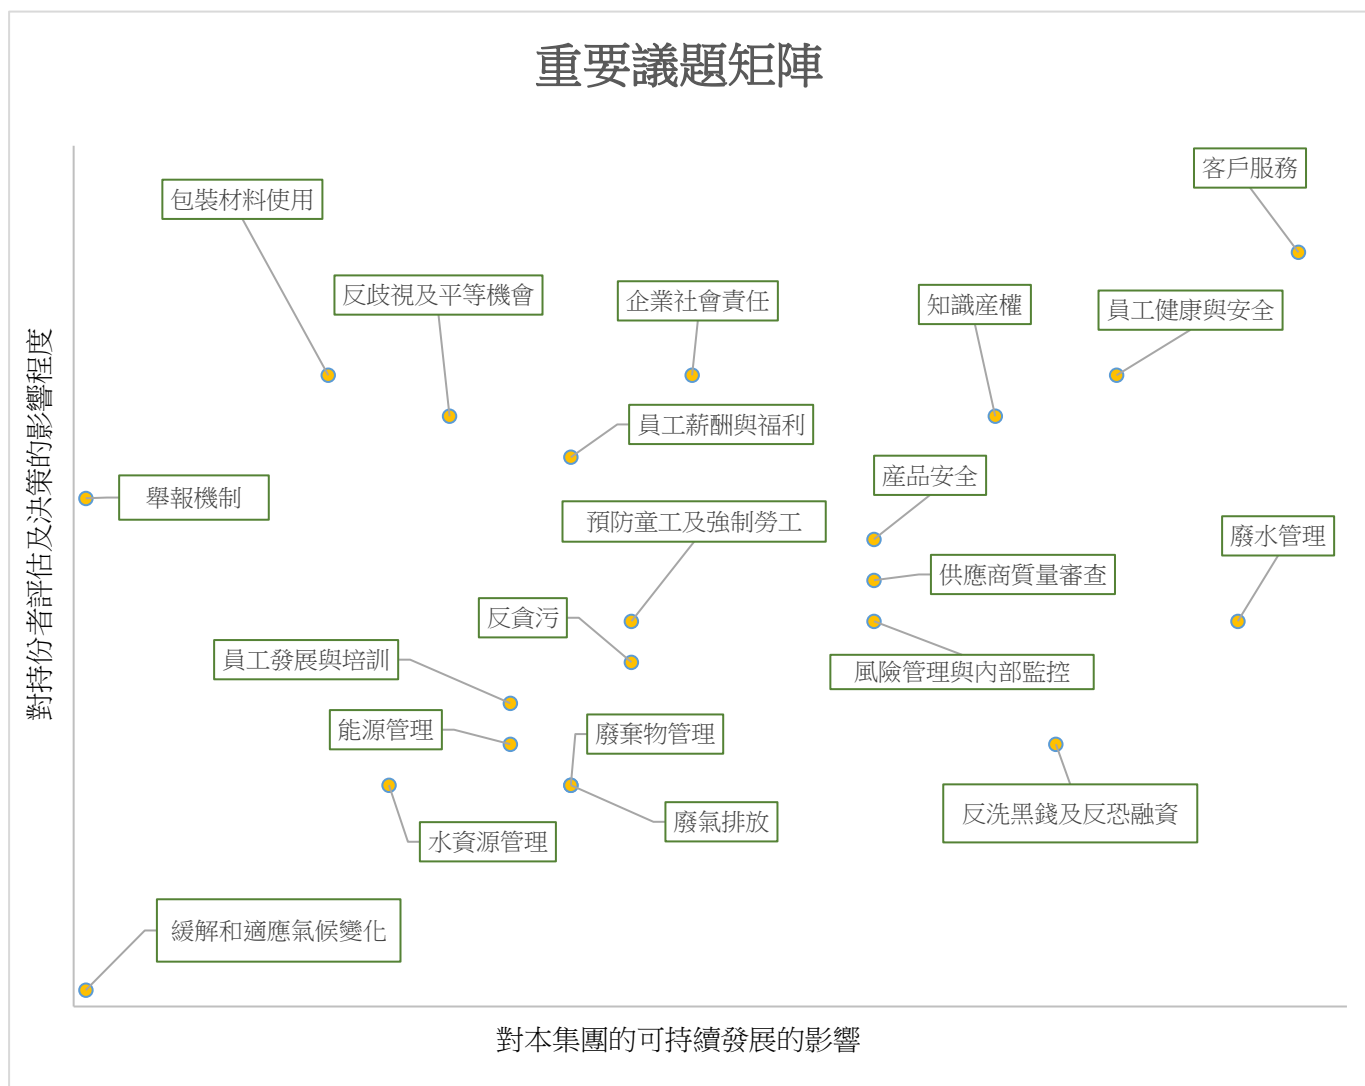 重要議題矩陣
客戶服務
包裝材料使用
反歧視及平等機會
企業社會責任
知識產權
員工健康與安全
員工薪酬與福利
產品安全
舉報機制
預防童工及強制勞工
廢水管理
供應商質量審查
反貪污
員工發展與培訓
風險管理與內部監控
能源管理
廢棄物管理
反洗黑錢及反恐融資
廢氣排放
水資源管理
緩解和適應氣候變化
對持份者評估及決策的影響程度
對本集團的可持續發展的影響